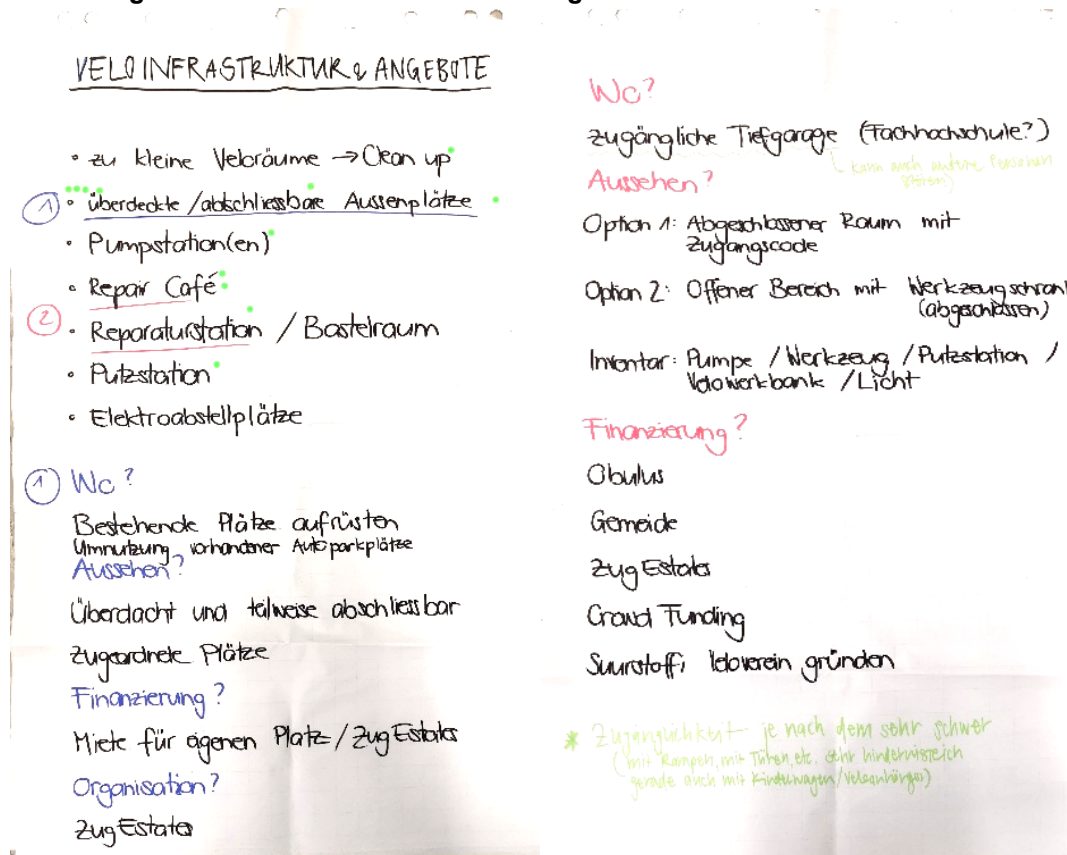 VELOINFRASTRUKTUR & ANGEBOTE
• zu kleine Veloräume → Clean up
① • überdeckte / abschliessbare Aussenplätze
• Pumpstation(en)
• Repair Café
② • Reparaturstation / Bastelraum
• Putzstation
• Elektroabstellplätze
① Wo?
Bestehende Plätze aufrüsten
Umnutzung vorhandener Autoparkplätze
Aussehen?
Überdacht und teilweise abschliessbar
Zugeordnete Plätze
Finanzierung?
Miete für eigenen Platz / Zug Estates
Organisation?
Zug Estates
Wo?
zugängliche Tiefgarage (Fachhochschule?)
kann auch andere Personen
stören)
Aussehen?
Option 1: Abgeschlossener Raum mit
Zugangscode
Option 2: Offener Bereich mit Werkzeugschrank
(abgeschlossen)
Inventar: Pumpe / Werkzeug / Putzstation /
Velowerkbank / Licht
Finanzierung?
Obulus
Gemeide
Zug Estates
Crowd Funding
Suurstoffi Veloverein gründen
* Zugänglichkeit je nach dem sehr schwer
(mit Rampen, mit Türen, etc. sehr hindernisreich
gerade auch mit Kinderwagen / Veloanhänger)